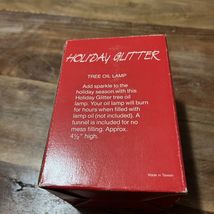 HOLIDAY GLITTER
TREE OIL LAMP
Add sparkle to the
holiday season with this
Holiday Glitter tree oil
lamp. Your oil lamp will burn
for hours when filled with
lamp oil (not included). A
funnel is included for no
mess filling. Approx.
4½" high.
Made in Taiwan